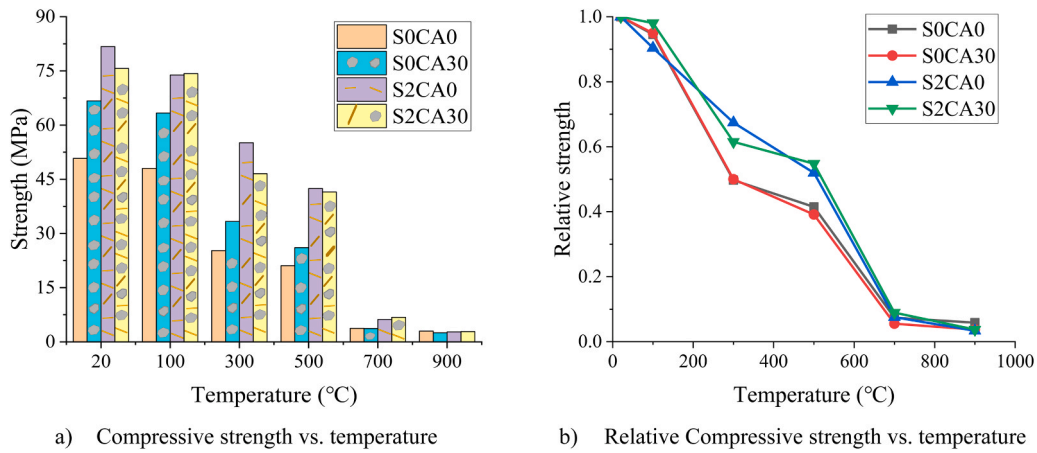 90
75
60
45
30
15
0
Strength (MPa)
S0CA0
S0CA30
S2CA0
S2CA30
20 100 300 500 700 900
Temperature (℃)
a) Compressive strength vs. temperature
1.0
0.8
0.6
0.4
0.2
0.0
Relative strength
S0CA0
S0CA30
S2CA0
S2CA30
0 200 400 600 800 1000
Temperature (℃)
b) Relative Compressive strength vs. temperature